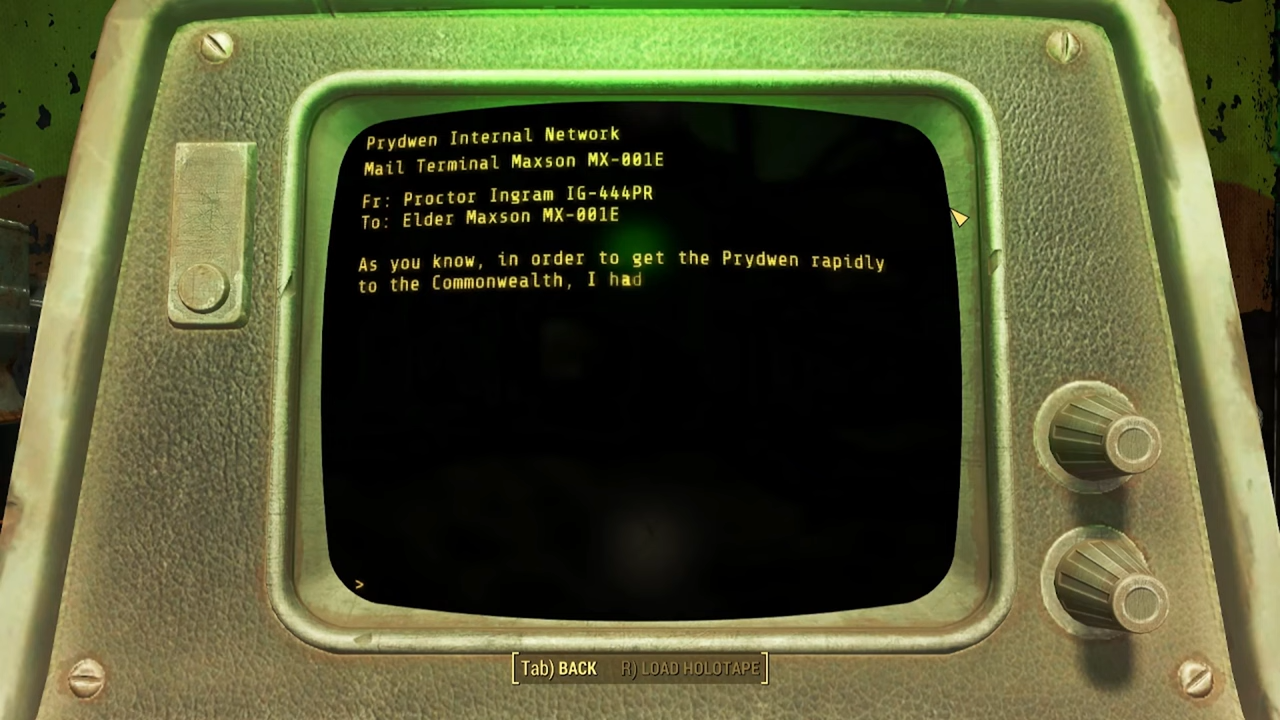 Prydwen Internal Network
Mail Terminal Maxson MX-001E
Fr: Proctor Ingram IG-444PR
To: Elder Maxson MX-001E
As you know, in order to get the Prydwen rapidly
to the Commonwealth, I had
>
Tab) BACK R) LOAD HOLOTAPE